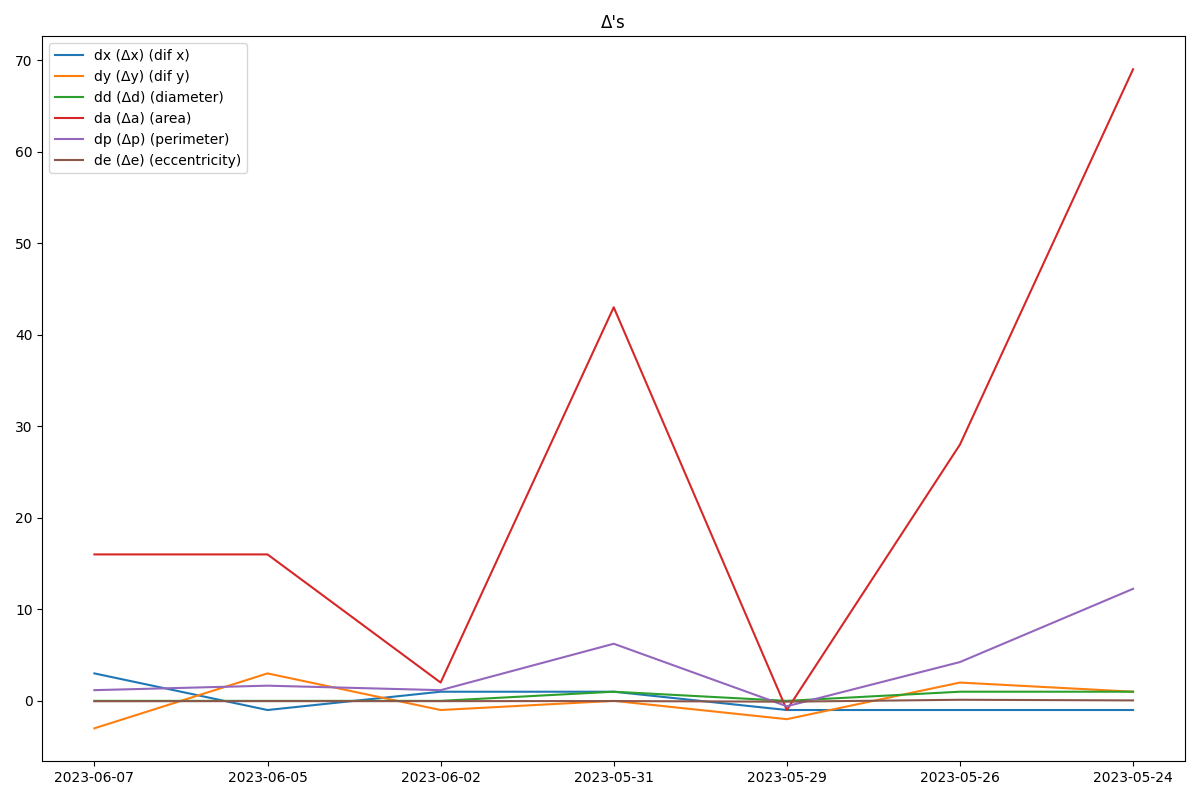 Δ's
dx (Δx) (dif x)
dy (Δy) (dif y)
dd (Δd) (diameter)
da (Δa) (area)
dp (Δp) (perimeter)
de (Δe) (eccentricity)
70
60
50
40
30
20
10
0
2023-06-07 2023-06-05 2023-06-02 2023-05-31 2023-05-29 2023-05-26 2023-05-24